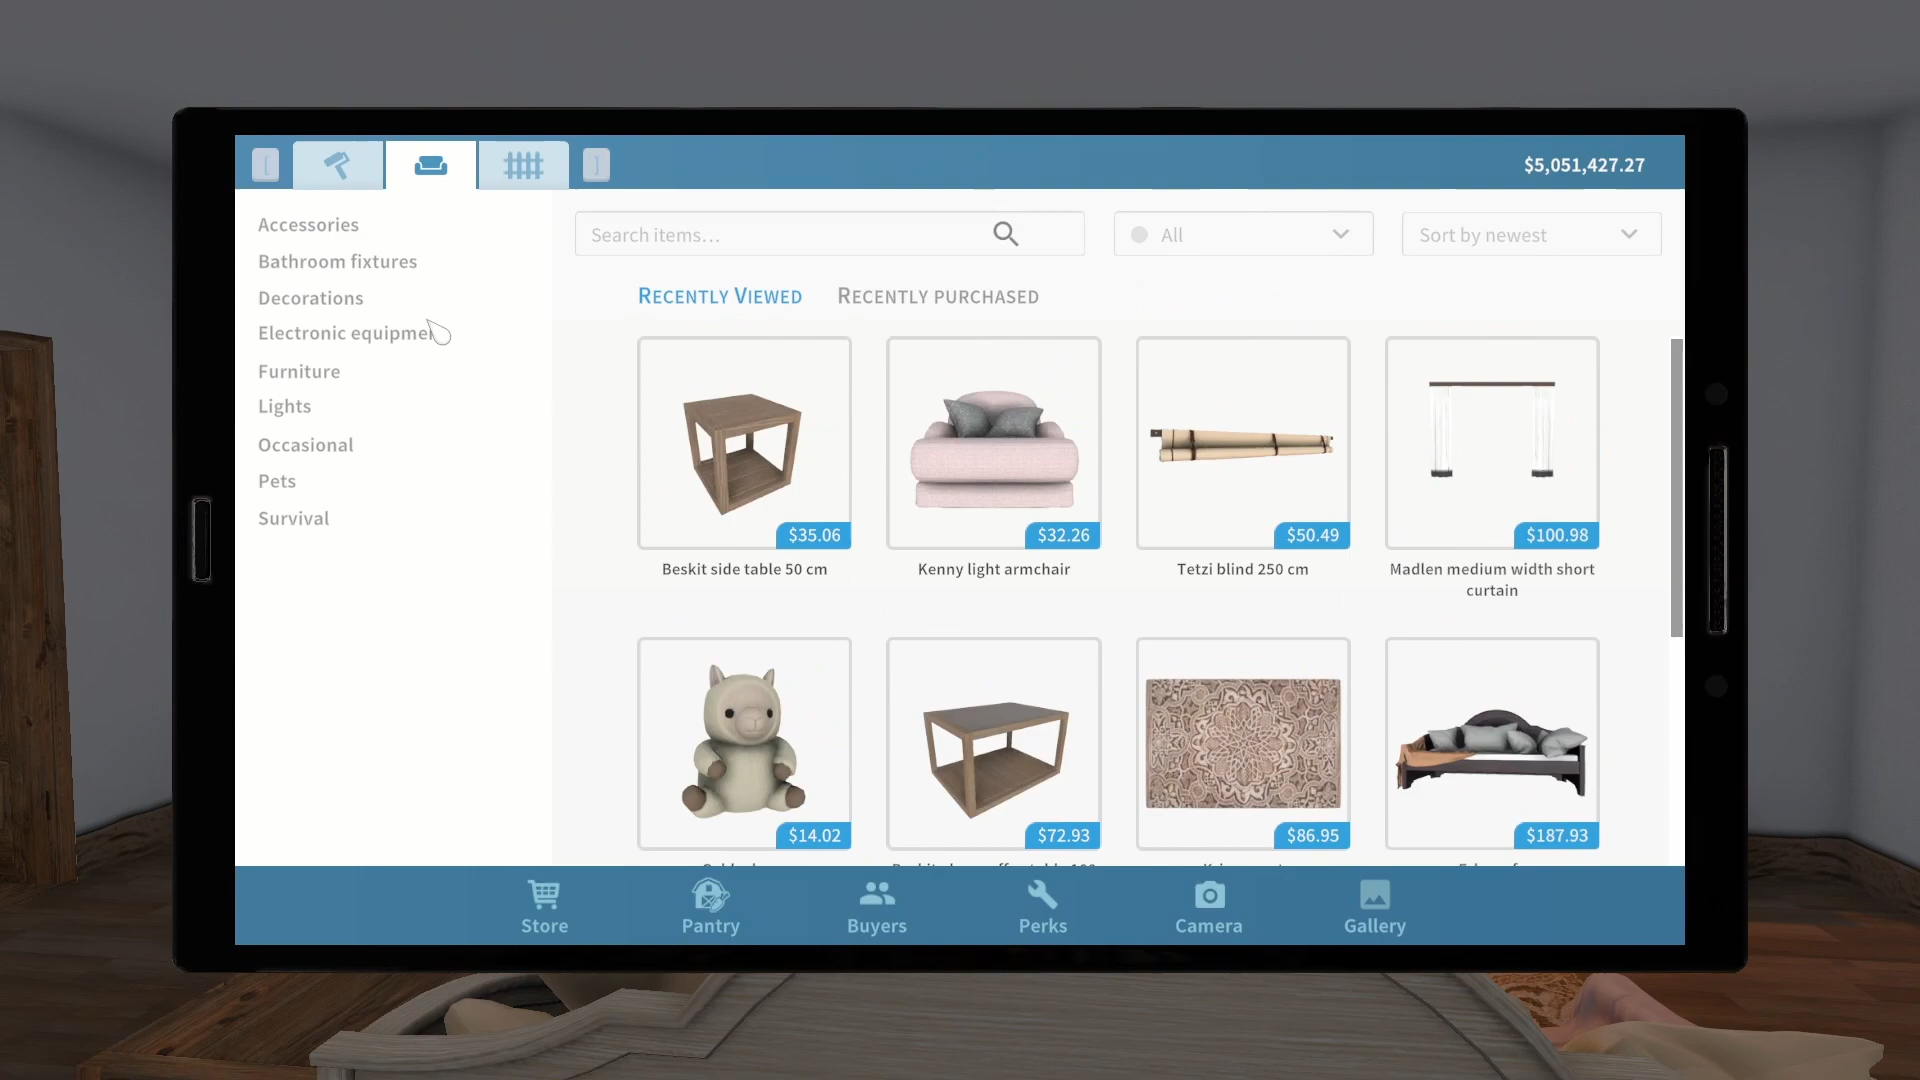 [
]
$5,051,427.27
Accessories
Bathroom fixtures
Decorations
Electronic
Furniture
Lights
Occasional
Pets
Survival
Search items...
All
Sort by newest
RECENTLY VIEWED
RECENTLY PURCHASED
$35.06
$32.26
$50.49
$100.98
Beskit side table 50 cm
Kenny light armchair
Tetzi blind 250 cm
Madlen medium width short
curtain
$14.02
$72.93
$86.95
$187.93
Store
Pantry
Buyers
Perks
Camera
Gallery